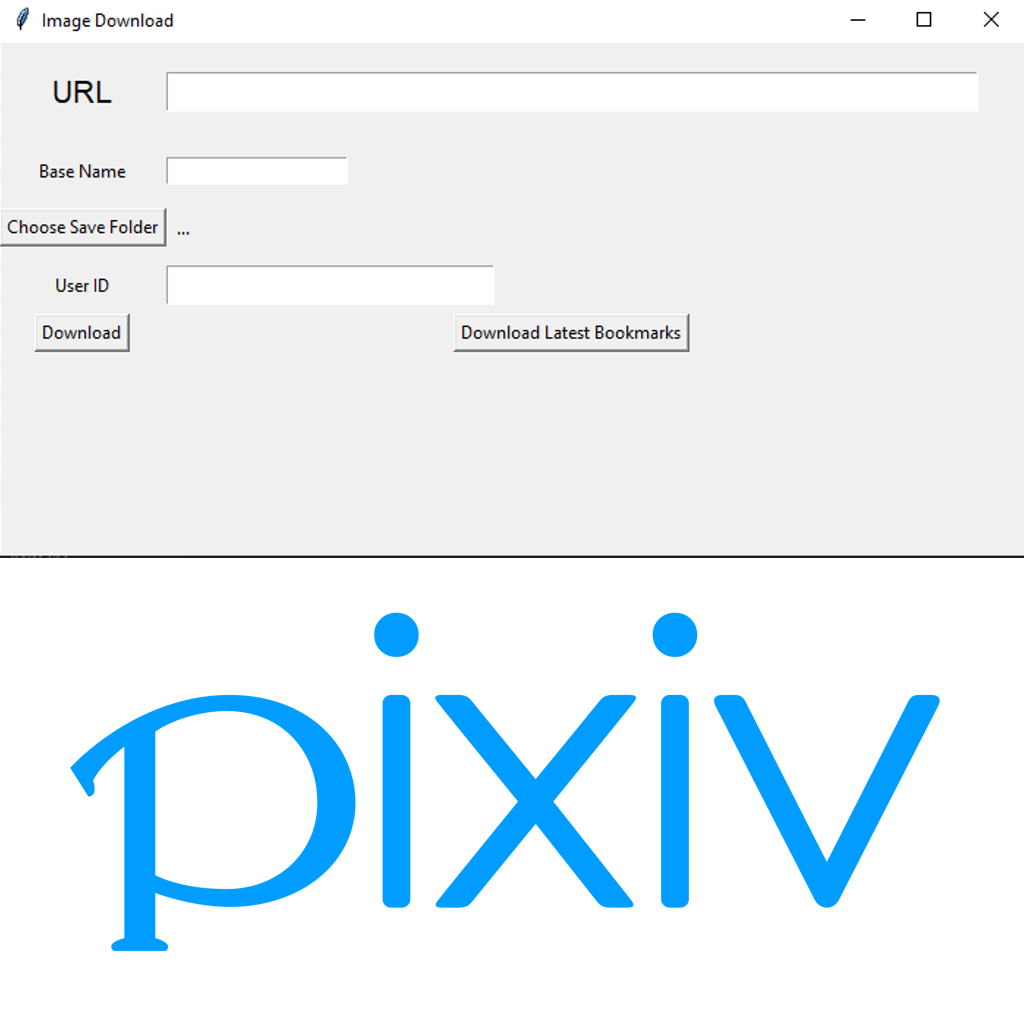 Image Download
URL
Base Name
Choose Save Folder ...
User ID
Download Download Latest Bookmarks
pixiv